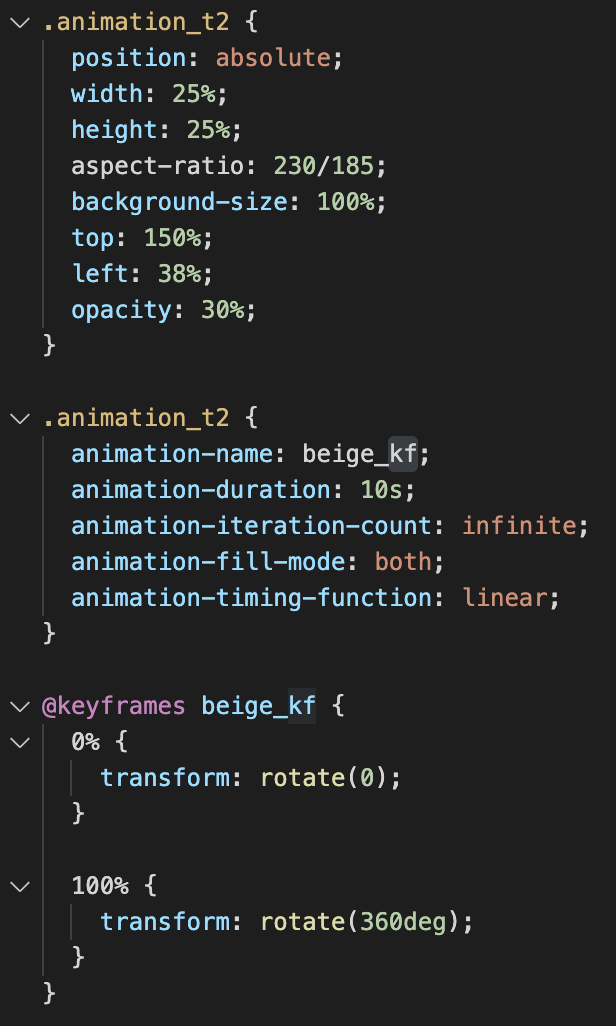 .animation_t2 {
position: absolute;
width: 25%;
height: 25%;
aspect-ratio: 230/185;
background-size: 100%;
top: 150%;
left: 38%;
opacity: 30%;
}
.animation_t2 {
animation-name: beige_kf;
animation-duration: 10s;
animation-iteration-count: infinite;
animation-fill-mode: both;
animation-timing-function: linear;
}
@keyframes beige_kf {
0% {
transform: rotate(0);
}
100% {
transform: rotate(360deg);
}
}